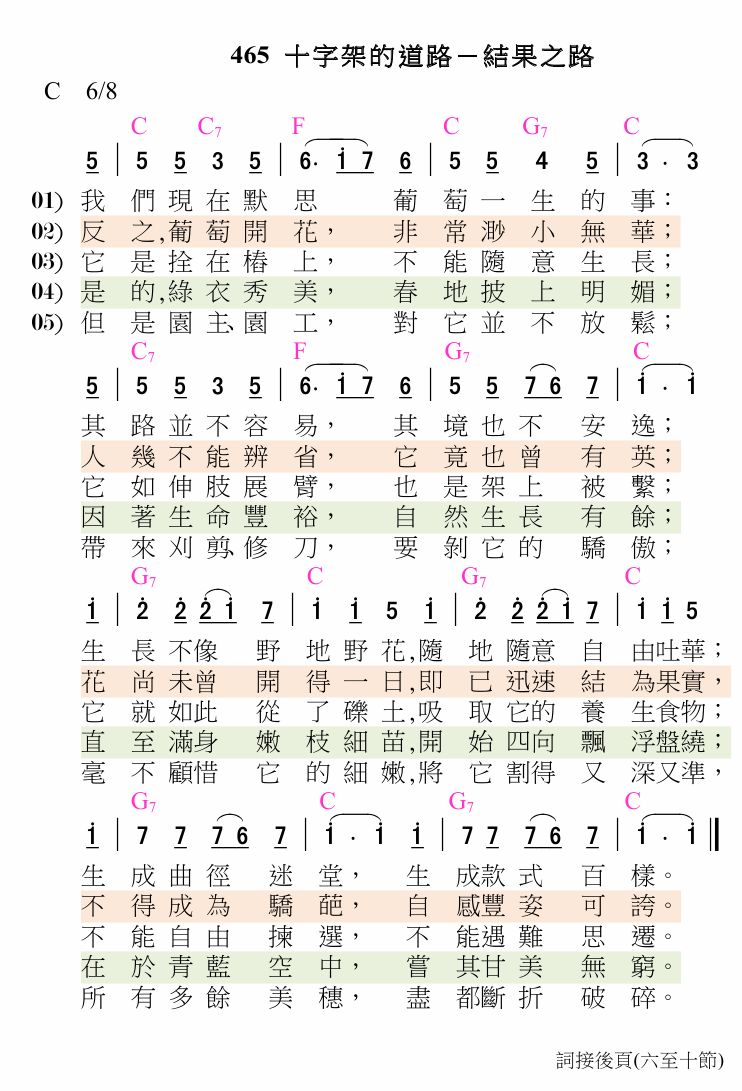 465 十字架的道路－結果之路
C 6/8
C C7 F C G7 C
5 | 5 5 3 5 | 6. i 7 6 | 5 5 4 5 | 3 . 3
01) 我 們現在默 思 葡 萄一生的 事：
02) 反 之,葡萄開 花， 非 常渺小無 華；
03) 它 是拴在樁 上， 不 能隨意生 長；
04) 是 的,綠衣秀 美， 春 地披上明 媚；
05) 但 是園主、園 工， 對 它並不放 鬆；
C7 F G7 C
5 | 5 5 3 5 | 6. i 7 6 | 5 5 7 6 7 | i . i
其 路並不容 易， 其 境也不安 逸；
人 幾不能辨 省， 它 竟也曾有 英；
它 如伸肢展 臂， 也 是架上被 繫；
因 著生命豐 裕， 自 然生長有 餘；
帶 來刈剪、修 刀， 要 剝它的驕 傲；
G7 C G7 C
i | 2 2 2 i 7 | i i 5 i | 2 2 2 i 7 | i i 5
生 長不像野 地野花,隨 地隨意自 由吐華；
花 尚未曾開 得一日,即 已迅速結 為果實，
它 就如此從 了礫土,吸 取它的養 生食物；
直 至滿身嫩 枝細苗,開 始四向飄 浮盤繞；
毫 不顧惜它 的細嫩,將 它割得又 深又準，
G7 C G7 C
i | 7 7 7 6 7 | i . i i | 7 7 7 6 7 | i . i
生 成曲徑迷 堂， 生 成款式百 樣。
不 得成為驕 葩， 自 感豐姿可 誇。
不 能自由揀 選， 不 能遇難思 遷。
在 於青藍空 中， 嘗 其甘美無 窮。
所 有多餘美 穗， 盡 都斷折破 碎。
詞接後頁(六至十節)